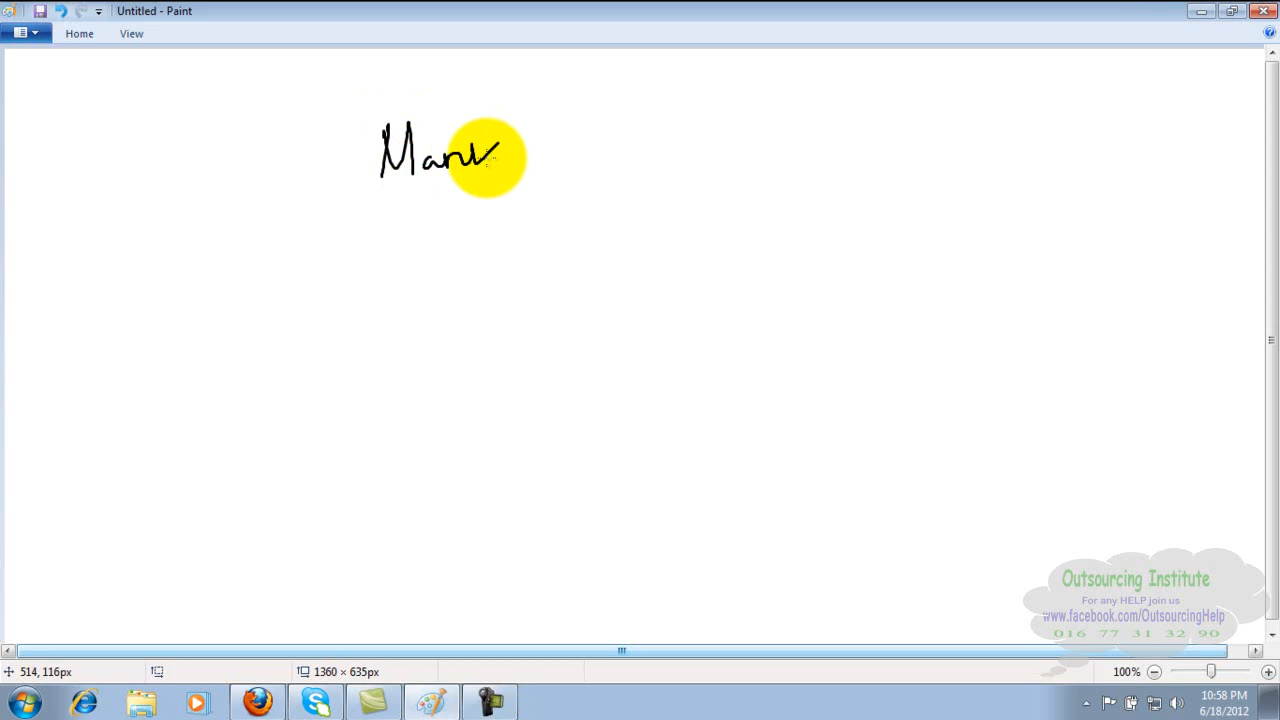 Untitled - Paint
Home View
Outsourcing Institute
For any HELP join us
www.facebook.com/OutsourcingHelp
016 77 31 32 90
514, 116px
1360 × 635px
100%
10:58 PM
6/18/2012